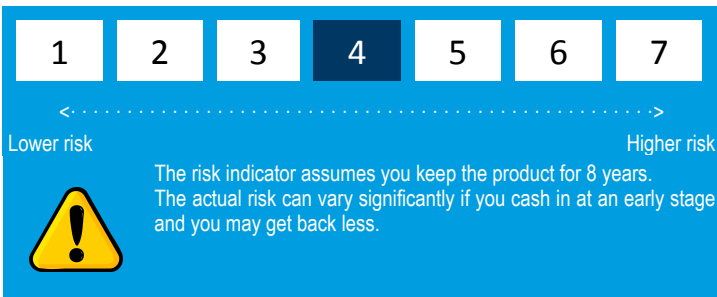 1 2 3 4 5 6 7
Lower risk Higher risk
The risk indicator assumes you keep the product for 8 years.
The actual risk can vary significantly if you cash in at an early stage
and you may get back less.